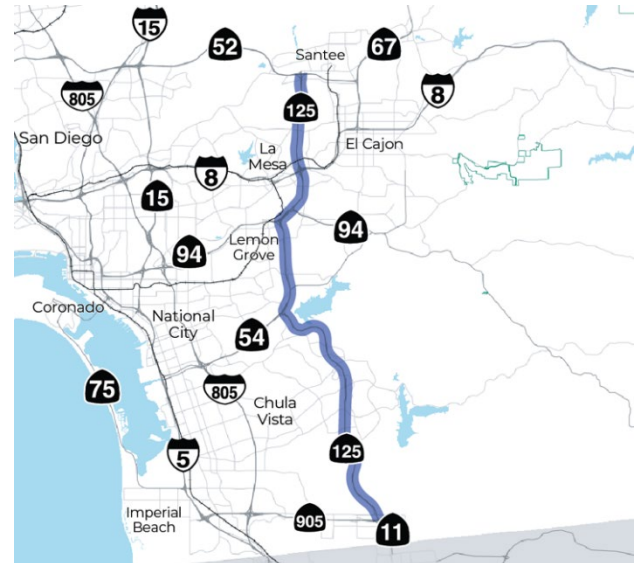 15
52
Santee
67
805
125
8
San Diego
La
Mesa
El Cajon
8
15
94
Lemon
Grove
94
Coronado
National
City
54
75
805
Chula
Vista
5
125
Imperial
Beach
905
11